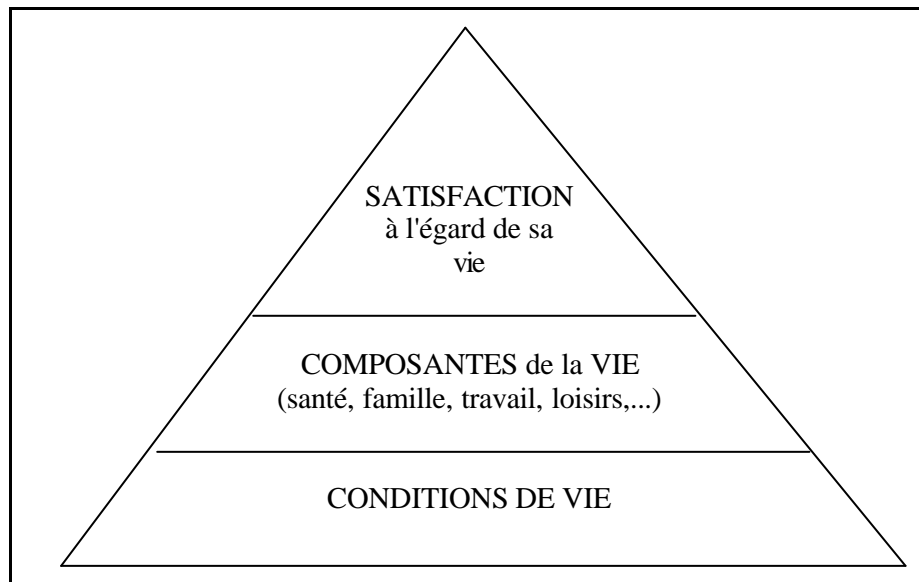 SATISFACTION
à l'égard de sa
vie
COMPOSANTES de la VIE
(santé, famille, travail, loisirs,...)
CONDITIONS DE VIE